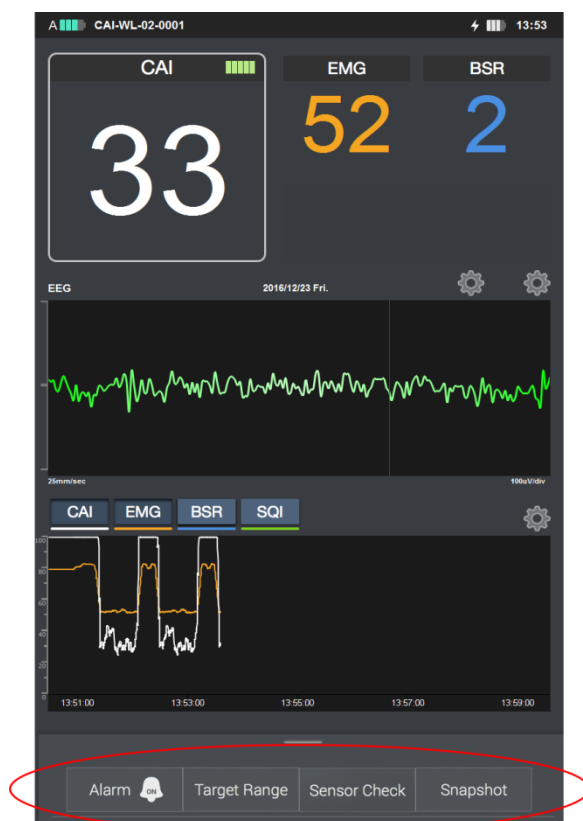 A CAI-WL-02-0001 13:53
CAI EMG BSR
33 52 2
EEG 2016/12/23 Fri.
25mm/sec 100uV/div
CAI EMG BSR SQI
100
80
60
40
20
0
13:51:00 13:53:00 13:55:00 13:57:00 13:59:00
Alarm ON Target Range Sensor Check Snapshot